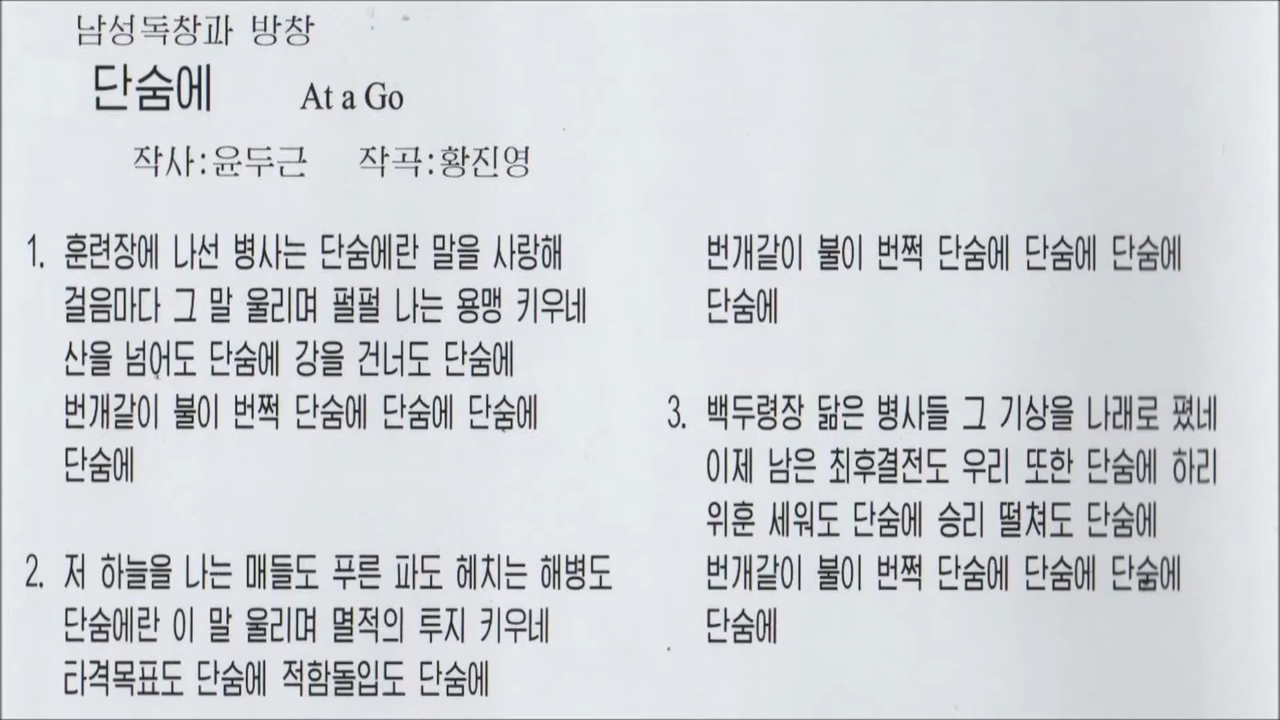 남성독창과 방창
단숨에 At a Go
작사:윤두근 작곡:황진영
1. 훈련장에 나선 병사는 단숨에란 말을 사랑해
걸음마다 그 말 울리며 펄펄 나는 용맹 키우네
산을 넘어도 단숨에 강을 건너도 단숨에
번개같이 불이 번쩍 단숨에 단숨에 단숨에
단숨에
2. 저 하늘을 나는 매들도 푸른 파도 헤치는 해병도
단숨에란 이 말 울리며 멸적의 투지 키우네
타격목표도 단숨에 적함돌입도 단숨에
번개같이 불이 번쩍 단숨에 단숨에 단숨에
단숨에
3. 백두령장 닮은 병사들 그 기상을 나래로 폈네
이제 남은 최후결전도 우리 또한 단숨에 하리
위훈 세워도 단숨에 승리 떨쳐도 단숨에
번개같이 불이 번쩍 단숨에 단숨에 단숨에
단숨에